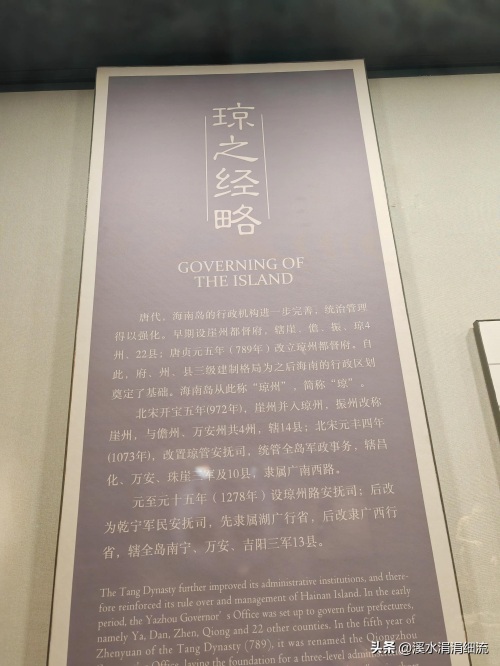 琼之经略
GOVERNING OF
THE ISLAND
唐代，海南岛的行政机构进一步完善，统治管理
得以强化。早期设崖州都督府，辖崖、儋、振、琼4
州、22县；唐贞元五年（789年）改立琼州都督府。自
此，府、州、县三级建制格局为之后海南的行政区划
奠定了基础。海南岛从此称“琼州”，简称“琼”。
北宋开宝五年(972年)，崖州并入琼州，振州改称
崖州，与儋州、万安州共4州，辖14县；北宋元丰四年
(1073年)，改置琼管安抚司，统管全岛军政事务，辖昌
化、万安、珠崖三军及10县，隶属广南西路。
元至元十五年（1278年）设琼州路安抚司；后改
为乾宁军民安抚司，先隶属湖广行省，后改隶广西行
省，辖全岛南宁、万安、吉阳三军13县。
The Tang Dynasty further improved its administrative institutions, and there-
fore reinforced its rule over and management of Hainan Island. In the early
period, the Yazhou Governor's Office was set up to govern four prefectures,
namely Ya, Dan, Zhen, Qiong and 22 other counties. In the fifth year of
Zhenyuan of the Tang Dynasty (789), it was renamed the Qiongzhou
Governor's Office, laying the foundation for a three-level administrative
头条 @溪水涓涓细流